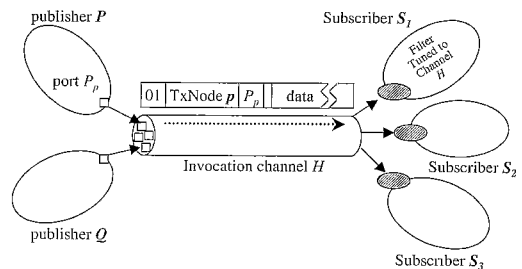 publisher P
port Pp
01 TxNode p Pp data
Invocation channel H
publisher Q
Subscriber S1
Filter
Tuned to
Channel
H
Subscriber S2
Subscriber S3